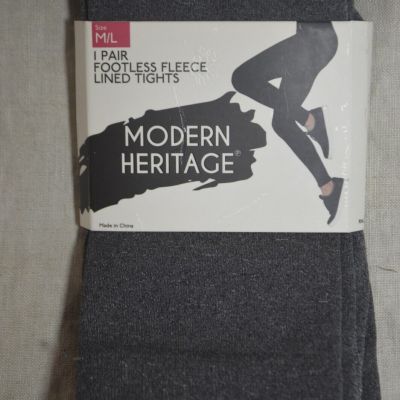 Size
M/L
1 PAIR
FOOTLESS FLEECE
LINED TIGHTS
MODERN
HERITAGE®
Made in China